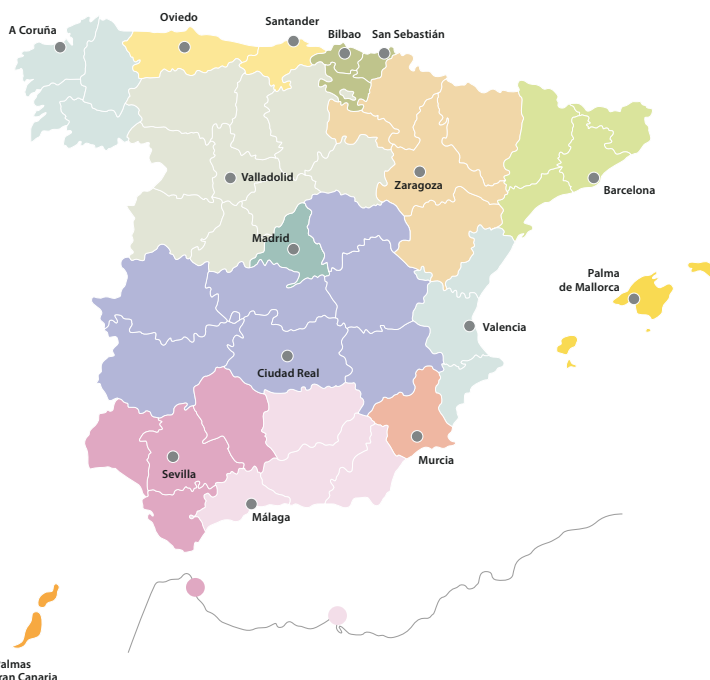 A Coruña
Oviedo
Santander
Bilbao
San Sebastián
Valladolid
Zaragoza
Barcelona
Madrid
Palma
de Mallorca
Valencia
Ciudad Real
Murcia
Sevilla
Málaga
Canaria